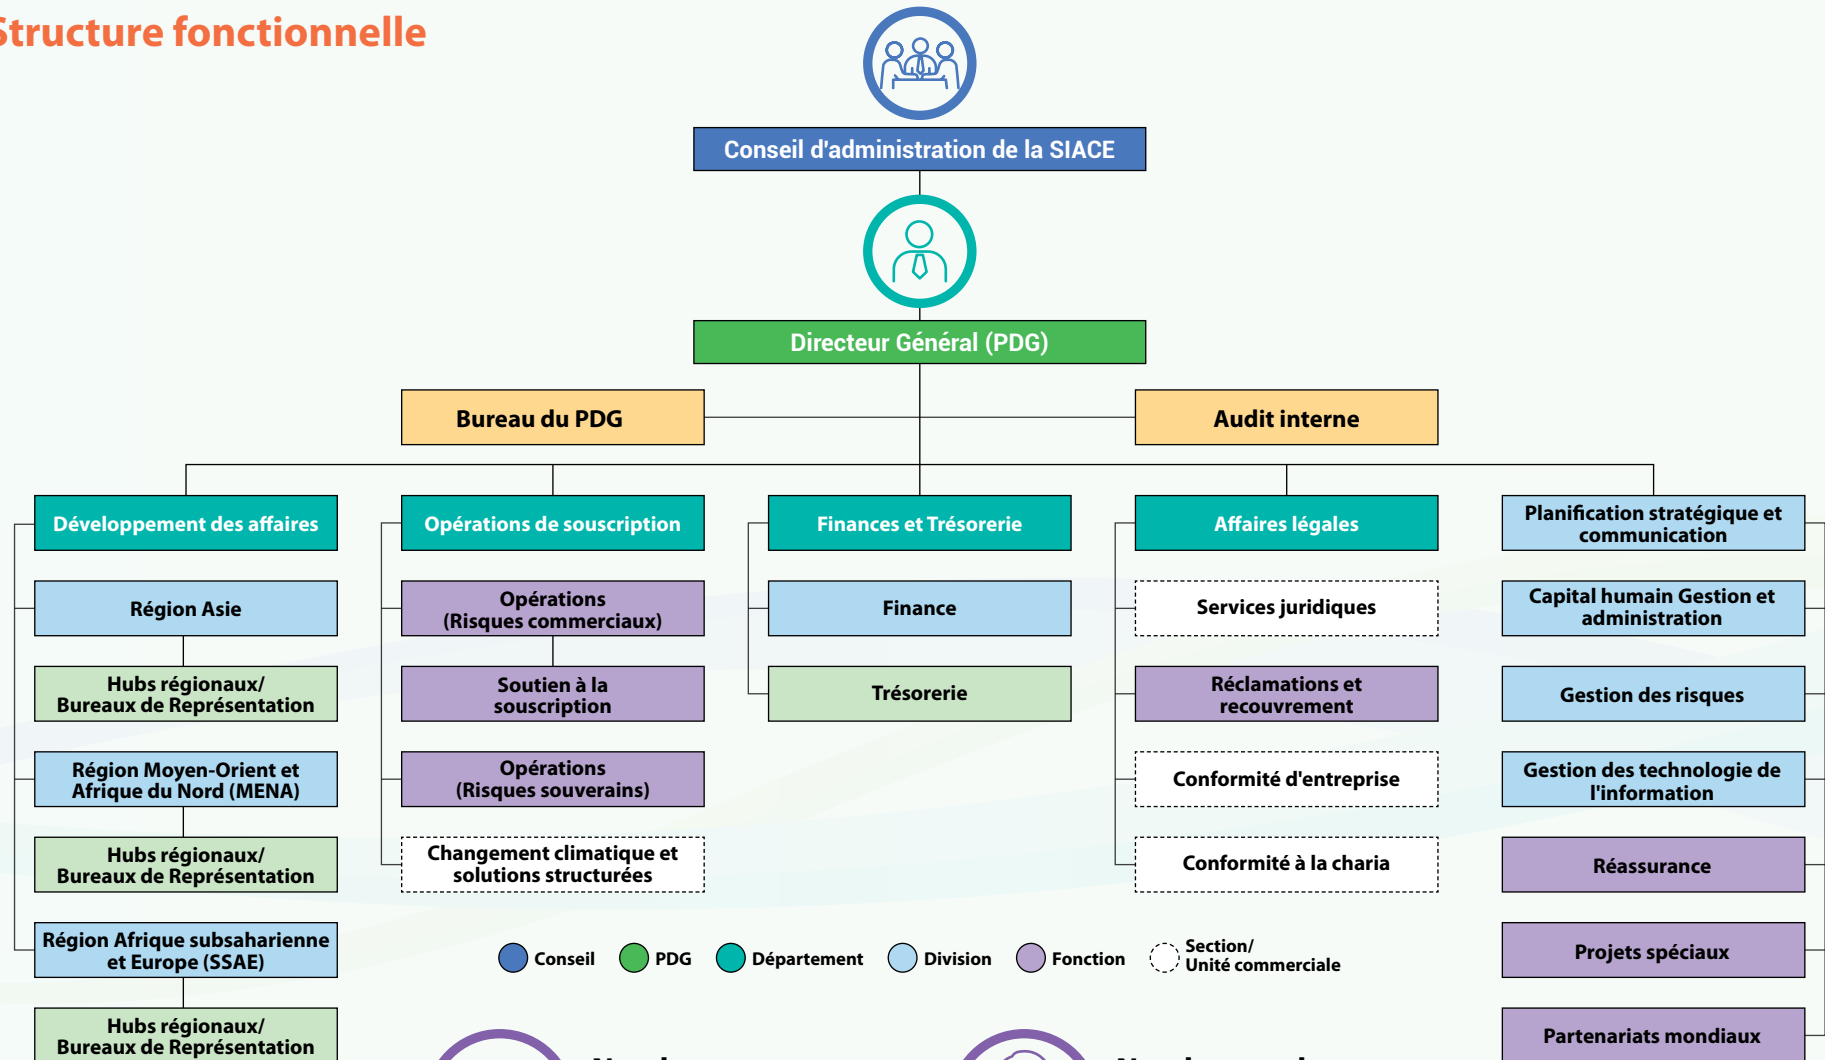 Structure fonctionnelle
Conseil d'administration de la SIACE
Directeur Général (PDG)
Bureau du PDG
Audit interne
Développement des affaires
Région Asie
Hubs régionaux/
Bureaux de Représentation
Région Moyen-Orient et
Afrique du Nord (MENA)
Hubs régionaux/
Bureaux de Représentation
Région Afrique subsaharienne
et Europe (SSAE)
Hubs régionaux/
Bureaux de Représentation
Opérations de souscription
Opérations
(Risques commerciaux)
Soutien à la
souscription
Opérations
(Risques souverains)
Changement climatique et
solutions structurées
Finances et Trésorerie
Finance
Trésorerie
Affaires légales
Services juridiques
Réclamations et
recouvrement
Conformité d'entreprise
Conformité à la charia
Planification stratégique et
communication
Capital humain Gestion et
administration
Gestion des risques
Gestion des technologie de
l'information
Réassurance
Projets spéciaux
Partenariats mondiaux
Conseil
PDG
Département
Division
Fonction
Section/
Unité commerciale